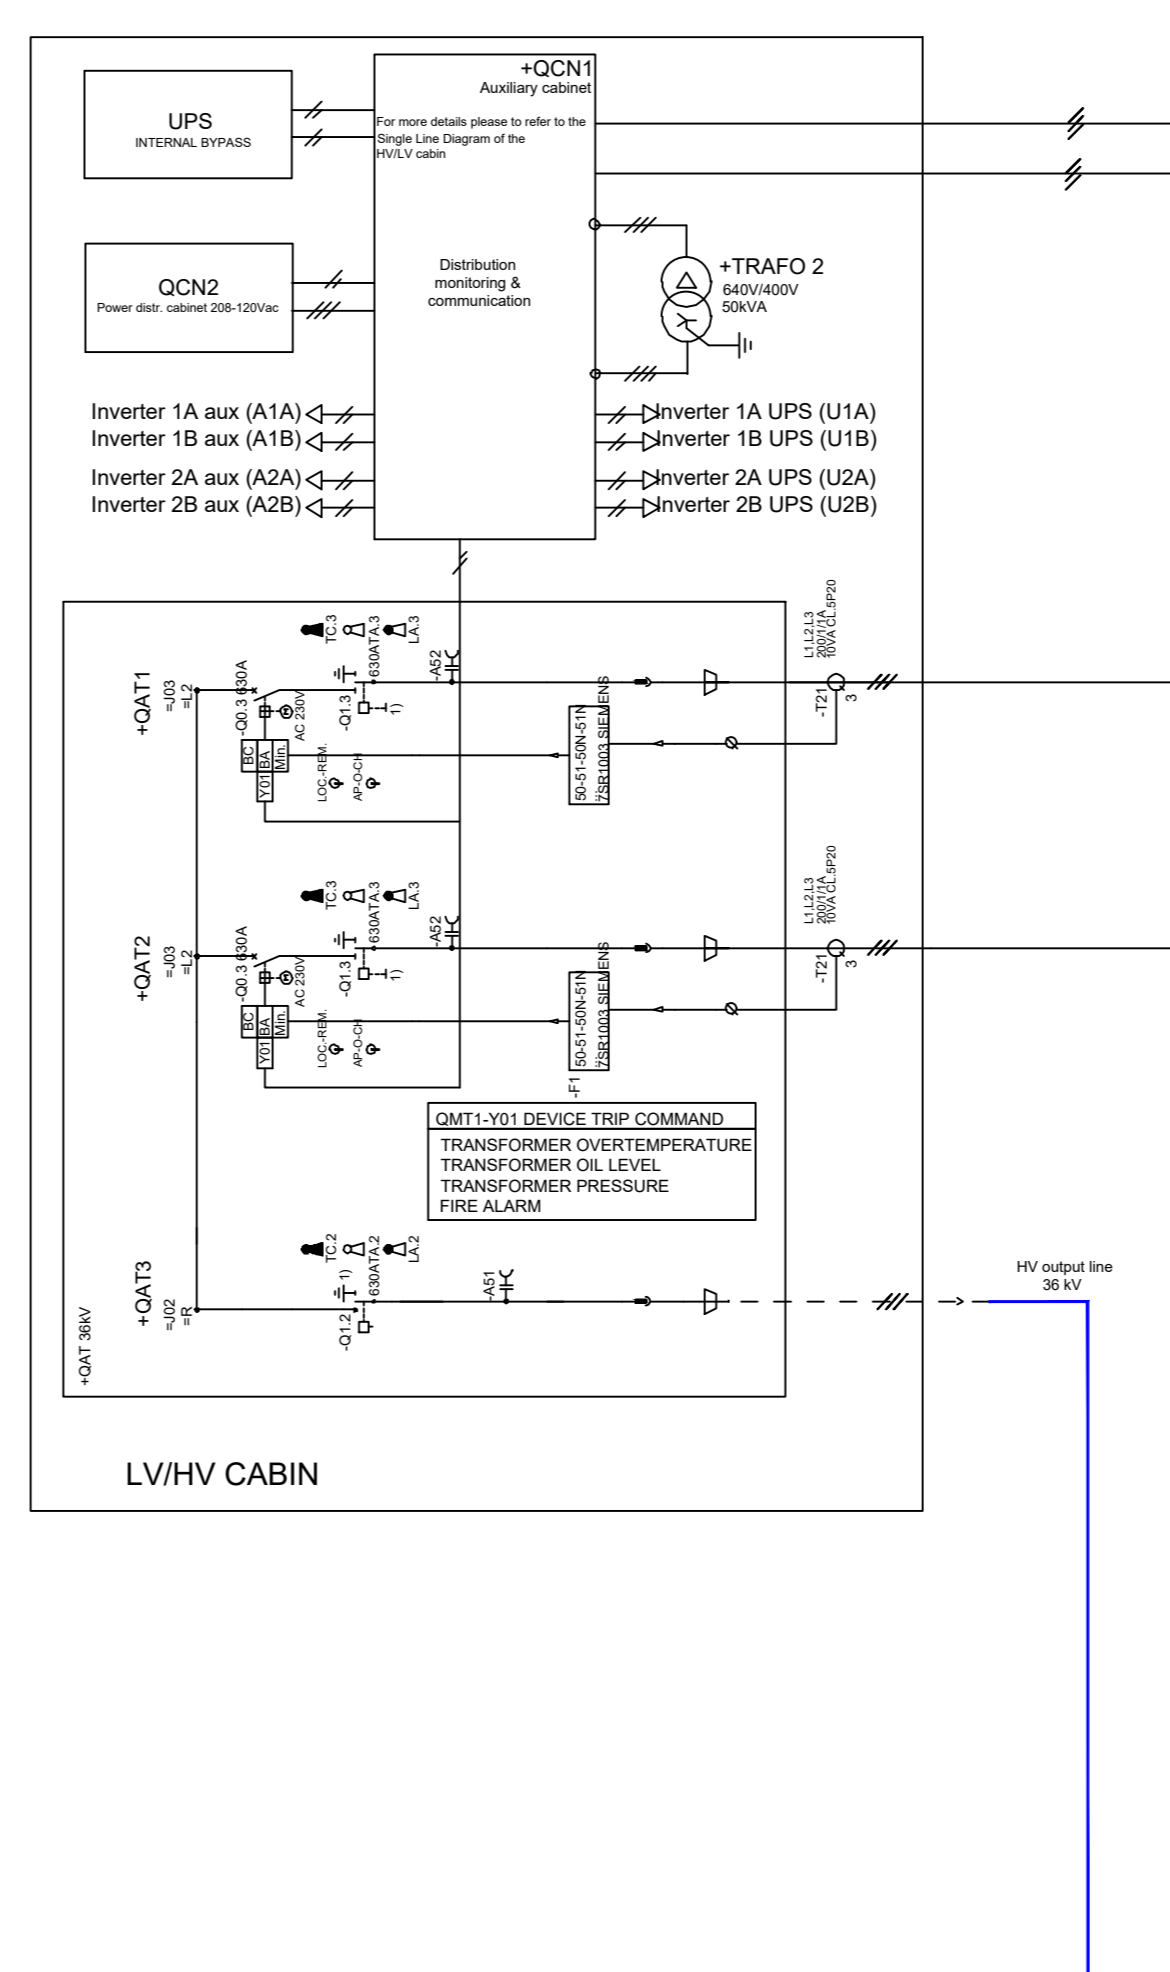 +QCN1
Auxiliary cabinet
UPS
INTERNAL BYPASS
For more details please to refer to the
Single Line Diagram of the
HV/LV cabin
QCN2
Power distr. cabinet 208-120Vac
Distribution
monitoring &
communication
+TRAFO 2
640V/400V
50kVA
Inverter 1A aux (A1A)
Inverter 1B aux (A1B)
Inverter 2A aux (A2A)
Inverter 2B aux (A2B)
Inverter 1A UPS (U1A)
Inverter 1B UPS (U1B)
Inverter 2A UPS (U2A)
Inverter 2B UPS (U2B)
+QAT1
=J03
=L2
-Q0.3 630A
M
AC 230V
BC
BA
Min.
Y01
LOC.-REM.
AP-O-CH
TC.3
630ATA.3
LA.3
-Q1.3
1)
-A52
50-51-50N-51N
7SR1003 SIEMENS
L1,L2,L3
200/1/1A
10VA CL.5P20
-T21
3
+QAT2
=J03
=L2
-Q0.3 630A
M
AC 230V
BC
BA
Min.
Y01
LOC.-REM.
AP-O-CH
TC.3
630ATA.3
LA.3
-Q1.3
1)
-A52
50-51-50N-51N
7SR1003 SIEMENS
-F1
L1,L2,L3
200/1/1A
10VA CL.5P20
-T21
3
QMT1-Y01 DEVICE TRIP COMMAND
TRANSFORMER OVERTEMPERATURE
TRANSFORMER OIL LEVEL
TRANSFORMER PRESSURE
FIRE ALARM
+QAT3
=J02
=R
TC.2
630ATA.2
LA.2
-Q1.2
1)
-A51
HV output line
36 kV
+QAT 36kV
LV/HV CABIN